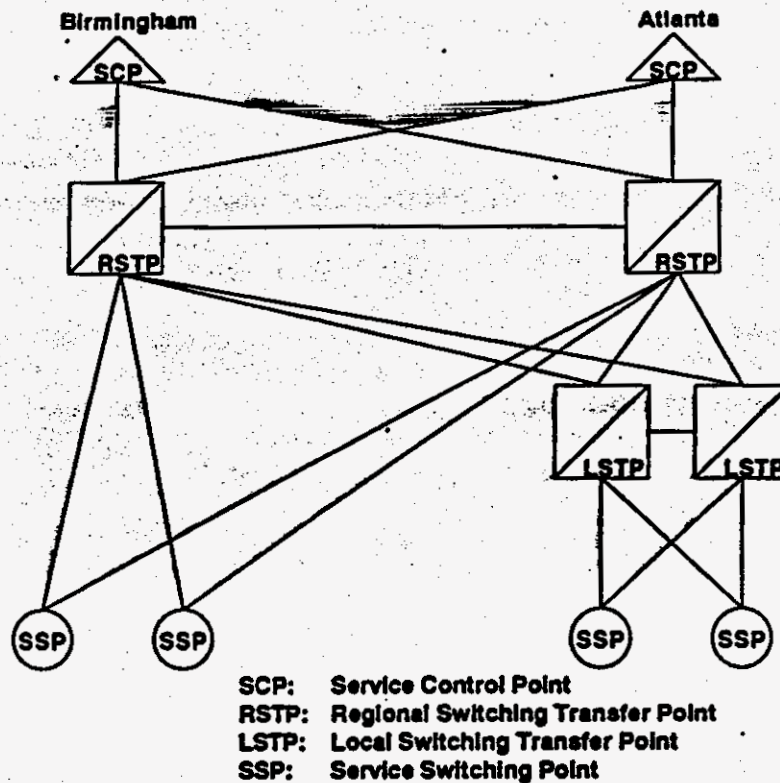 Birmingham
Atlanta
SCP
SCP
RSTP
RSTP
LSTP
LSTP
SSP
SSP
SSP
SSP
SCP: Service Control Point
RSTP: Regional Switching Transfer Point
LSTP: Local Switching Transfer Point
SSP: Service Switching Point